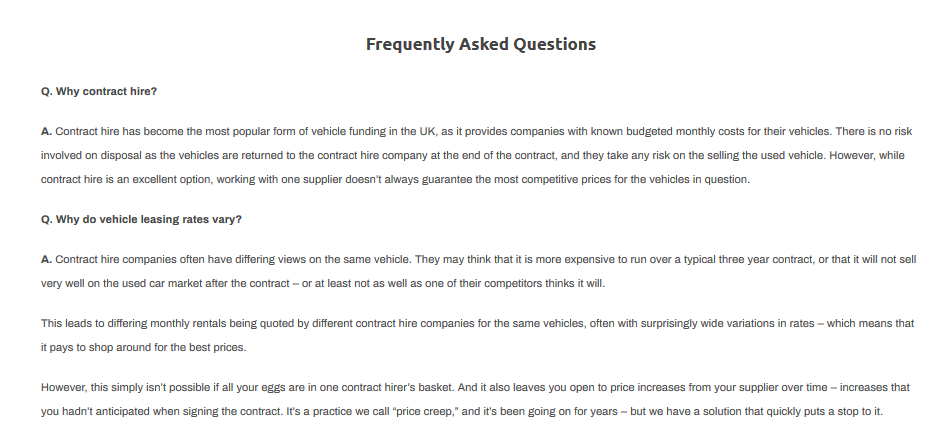 Frequently Asked Questions
Q. Why contract hire?
A. Contract hire has become the most popular form of vehicle funding in the UK, as it provides companies with known budgeted monthly costs for their vehicles. There is no risk
involved on disposal as the vehicles are returned to the contract hire company at the end of the contract, and they take any risk on the selling the used vehicle. However, while
contract hire is an excellent option, working with one supplier doesn't always guarantee the most competitive prices for the vehicles in question.
Q. Why do vehicle leasing rates vary?
A. Contract hire companies often have differing views on the same vehicle. They may think that it is more expensive to run over a typical three year contract, or that it will not sell
very well on the used car market after the contract – or at least not as well as one of their competitors thinks it will.
This leads to differing monthly rentals being quoted by different contract hire companies for the same vehicles, often with surprisingly wide variations in rates – which means that
it pays to shop around for the best prices.
However, this simply isn't possible if all your eggs are in one contract hirer's basket. And it also leaves you open to price increases from your supplier over time – increases that
you hadn't anticipated when signing the contract. It's a practice we call “price creep,” and it's been going on for years – but we have a solution that quickly puts a stop to it.